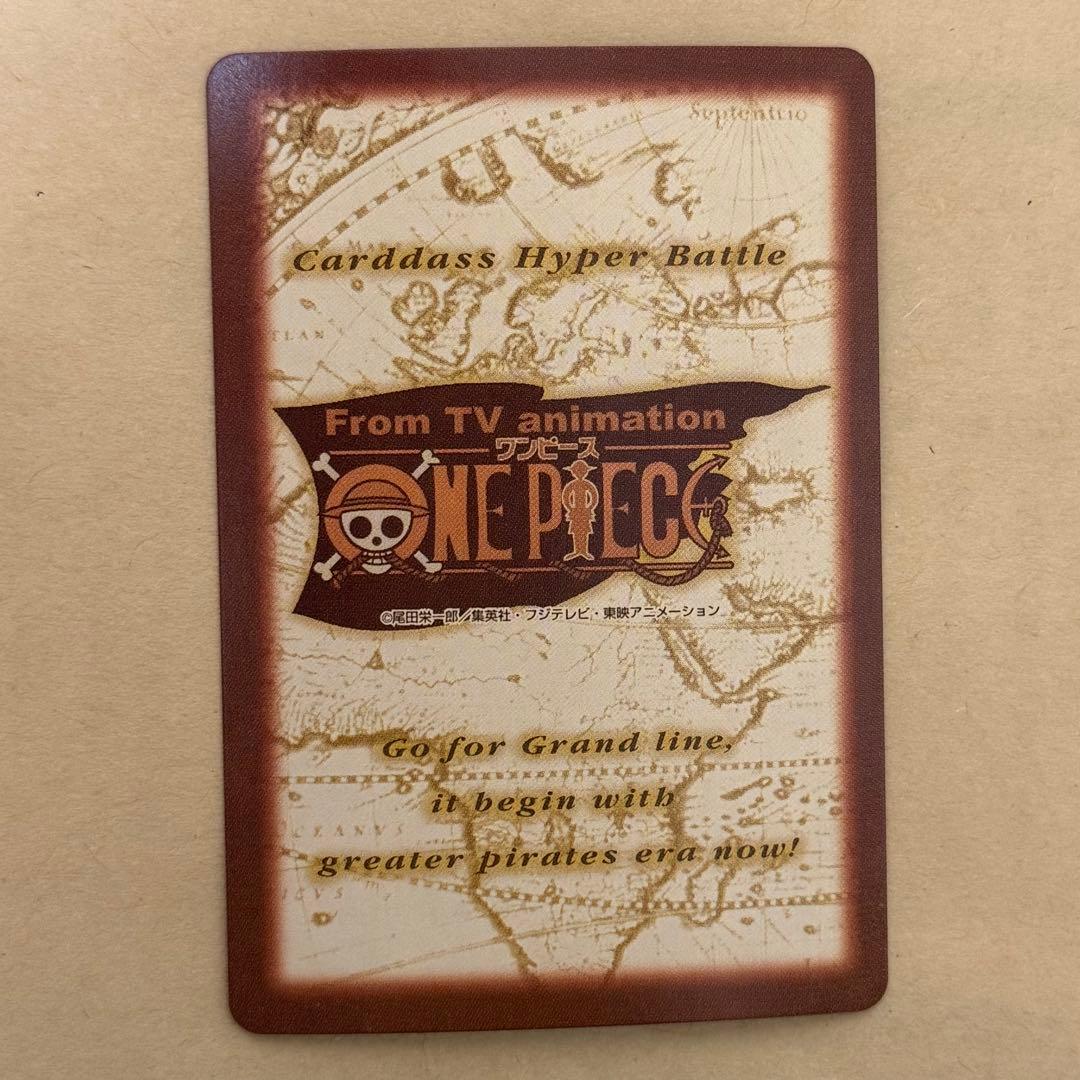 Septentrio
Carddass Hyper Battle
From TV animation
ワンピース
ONE PIECE
©尾田栄一郎／集英社・フジテレビ・東映アニメーション
Go for Grand line,
it begin with
greater pirates era now!